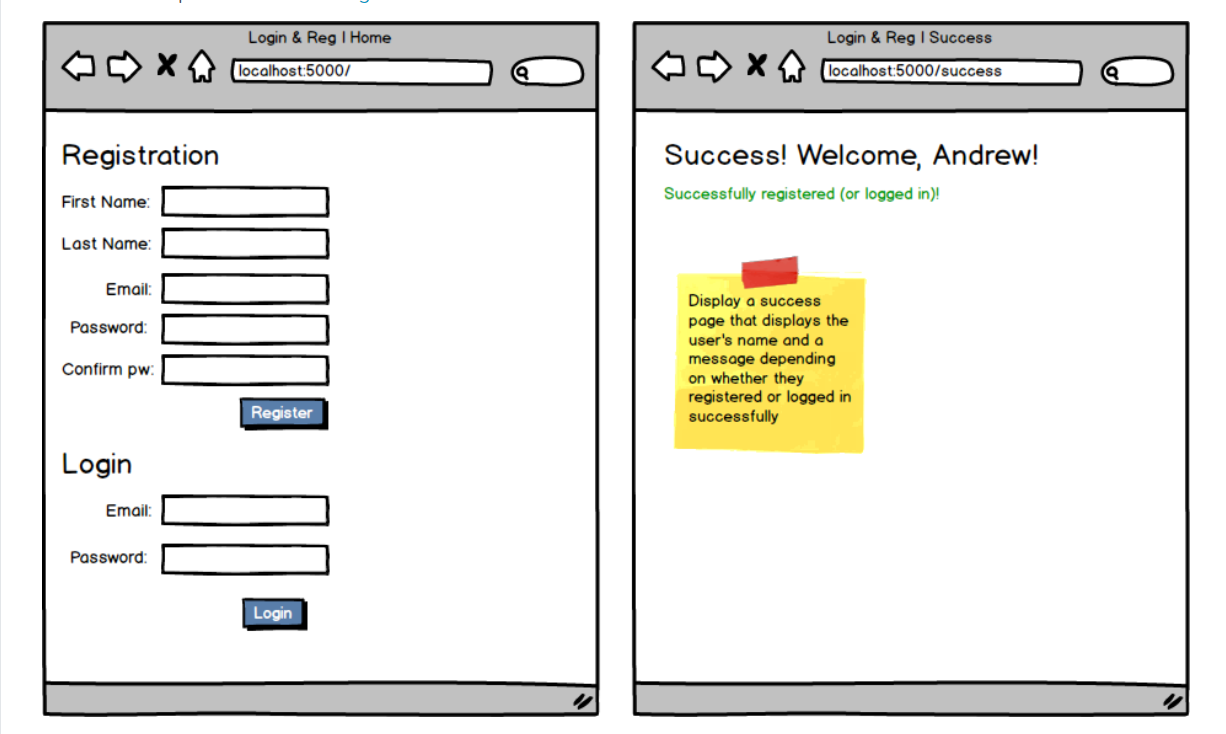 Login & Reg | Home
localhost:5000/
Registration
First Name:
Last Name:
Email:
Password:
Confirm pw:
Register
Login
Email:
Password:
Login
Login & Reg | Success
localhost:5000/success
Success! Welcome, Andrew!
Successfully registered (or logged in)!
Display a success
page that displays the
user's name and a
message depending
on whether they
registered or logged in
successfully